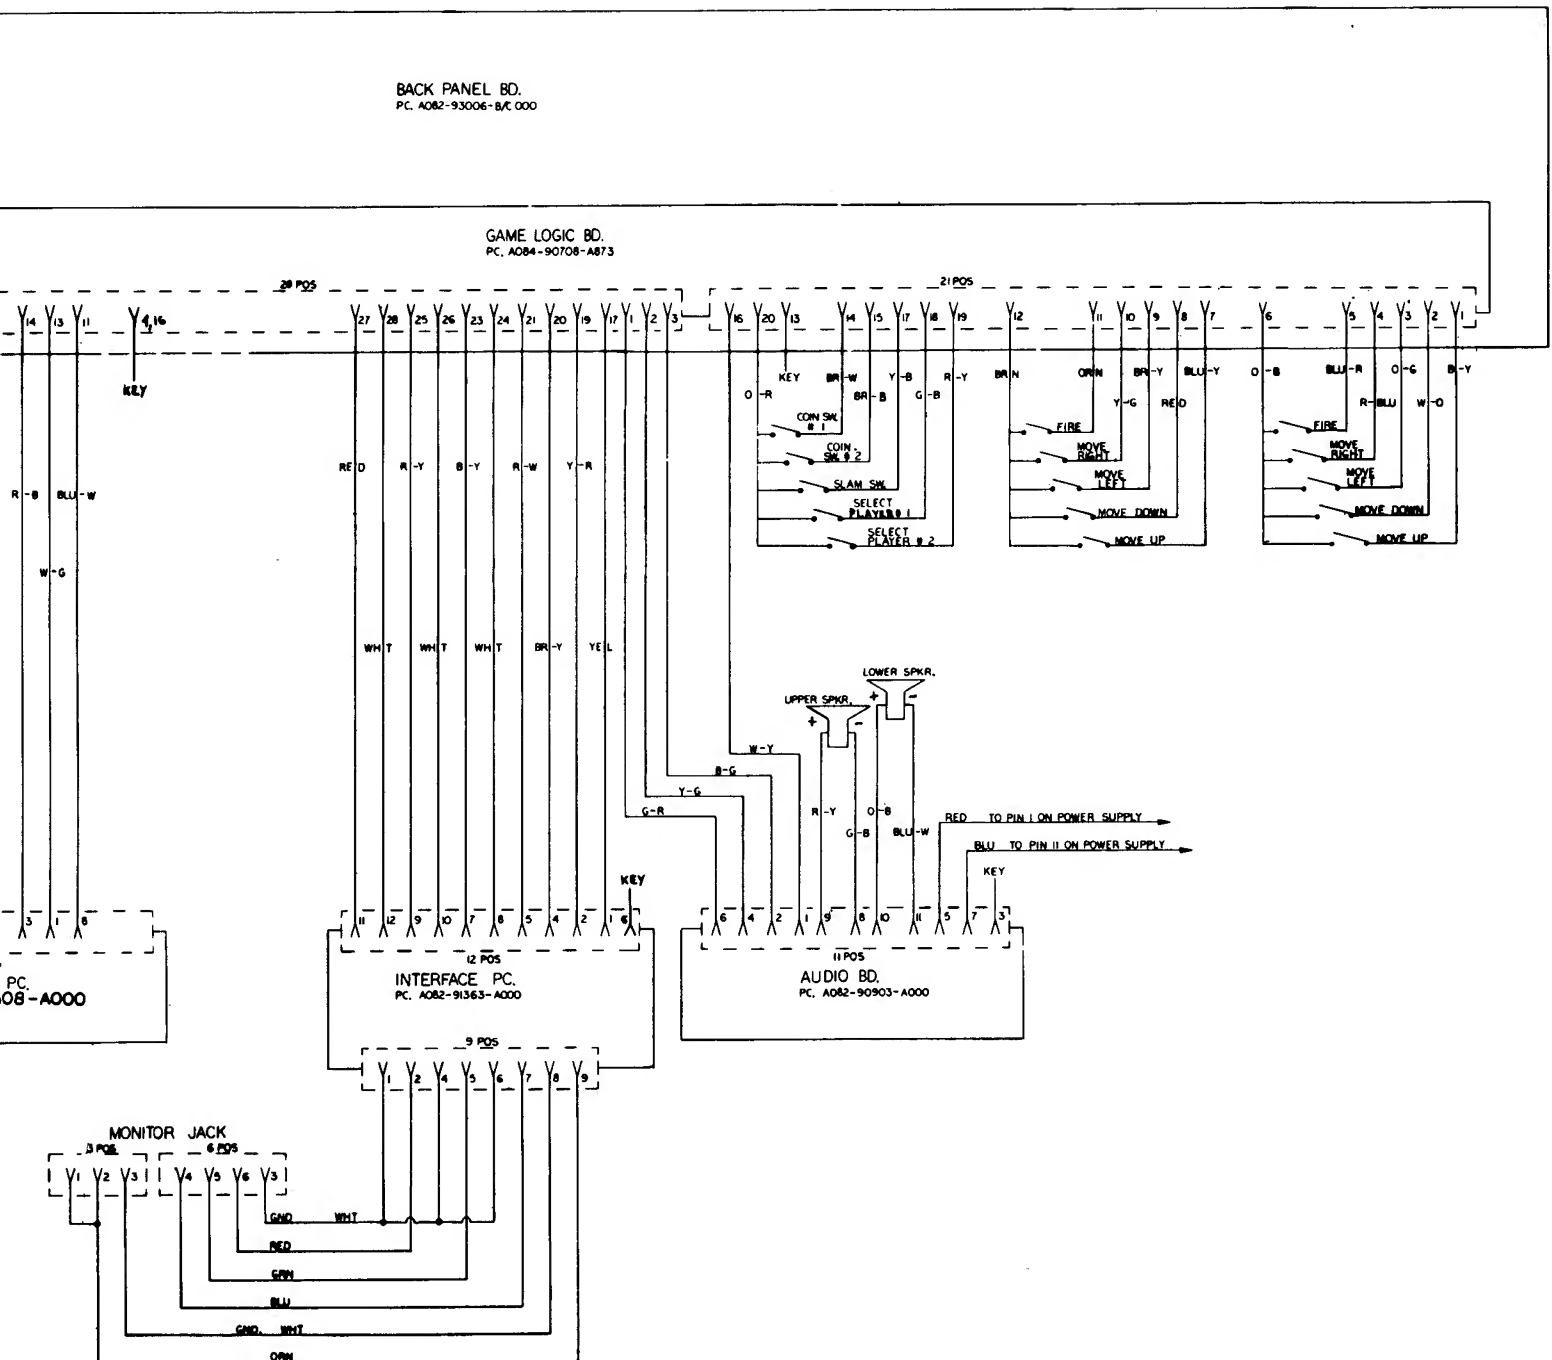 BACK PANEL BD.
PC. A082-93006-B/C 000
GAME LOGIC BD.
PC. A084-90708-A873
28 POS
21 POS
14 13 11 4,16 27 28 25 26 23 24 21 20 19 17 1 2 3 16 20 13 14 15 17 18 19 12 11 10 9 8 7 6 5 4 3 2 1
KEY
KEY BR-W Y-B R-Y BRN ORN BR-Y BLU-Y O-B BLU-R O-G B-Y
O-R BR-B G-B Y-G RED R-BLU W-O
COIN SW.
# 1
COIN.
SW. # 2
SLAM SW.
SELECT
PLAYER # 1
SELECT
PLAYER # 2
FIRE
MOVE
RIGHT
MOVE
LEFT
MOVE DOWN
MOVE UP
FIRE
MOVE
RIGHT
MOVE
LEFT
MOVE DOWN
MOVE UP
RED R-Y B-Y R-W Y-R
R-B BLU-W
W-G
WHT WHT WHT BR-Y YEL
LOWER SPKR.
+ -
UPPER SPKR.
+ -
W-Y
B-G
Y-G
G-R
R-Y O-B
G-B BLU-W
RED TO PIN 1 ON POWER SUPPLY
BLU TO PIN 11 ON POWER SUPPLY
KEY
KEY
3 1 8 11 12 9 10 7 8 5 4 2 1 6 6 4 2 1 9 8 10 11 5 7 3
12 POS
11 POS
PC.
08-A000
INTERFACE PC.
PC. A082-91363-A000
AUDIO BD.
PC. A082-90903-A000
9 POS
1 2 4 5 6 7 8 9
MONITOR JACK
3 POS 6 POS
1 2 3 4 5 6 3
GND WHT
RED
GRN
BLU
GND. WHT
ORN